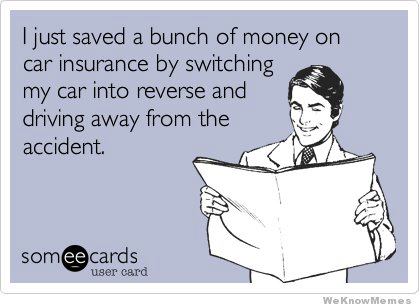 I just saved a bunch of money on
car insurance by switching
my car into reverse and
driving away from the
accident.
someecards
user card
WeKnowMemes